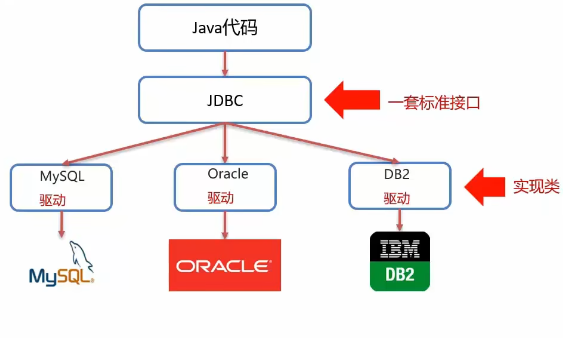 Java代码
JDBC
一套标准接口
MySQL
驱动
Oracle
驱动
DB2
驱动
实现类
MySQL
ORACLE
IBM
DB2